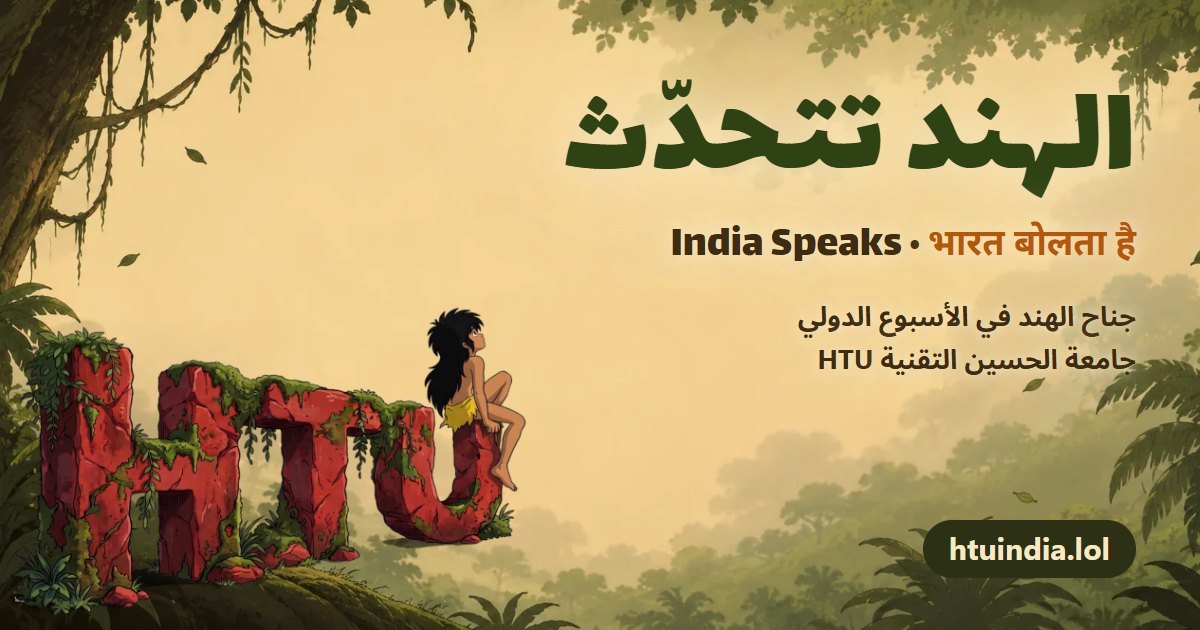 الهند تتحدّث
India Speaks • भारत बोलता है
جناح الهند في الأسبوع الدولي
جامعة الحسين التقنية HTU
HTU
htuindia.lol